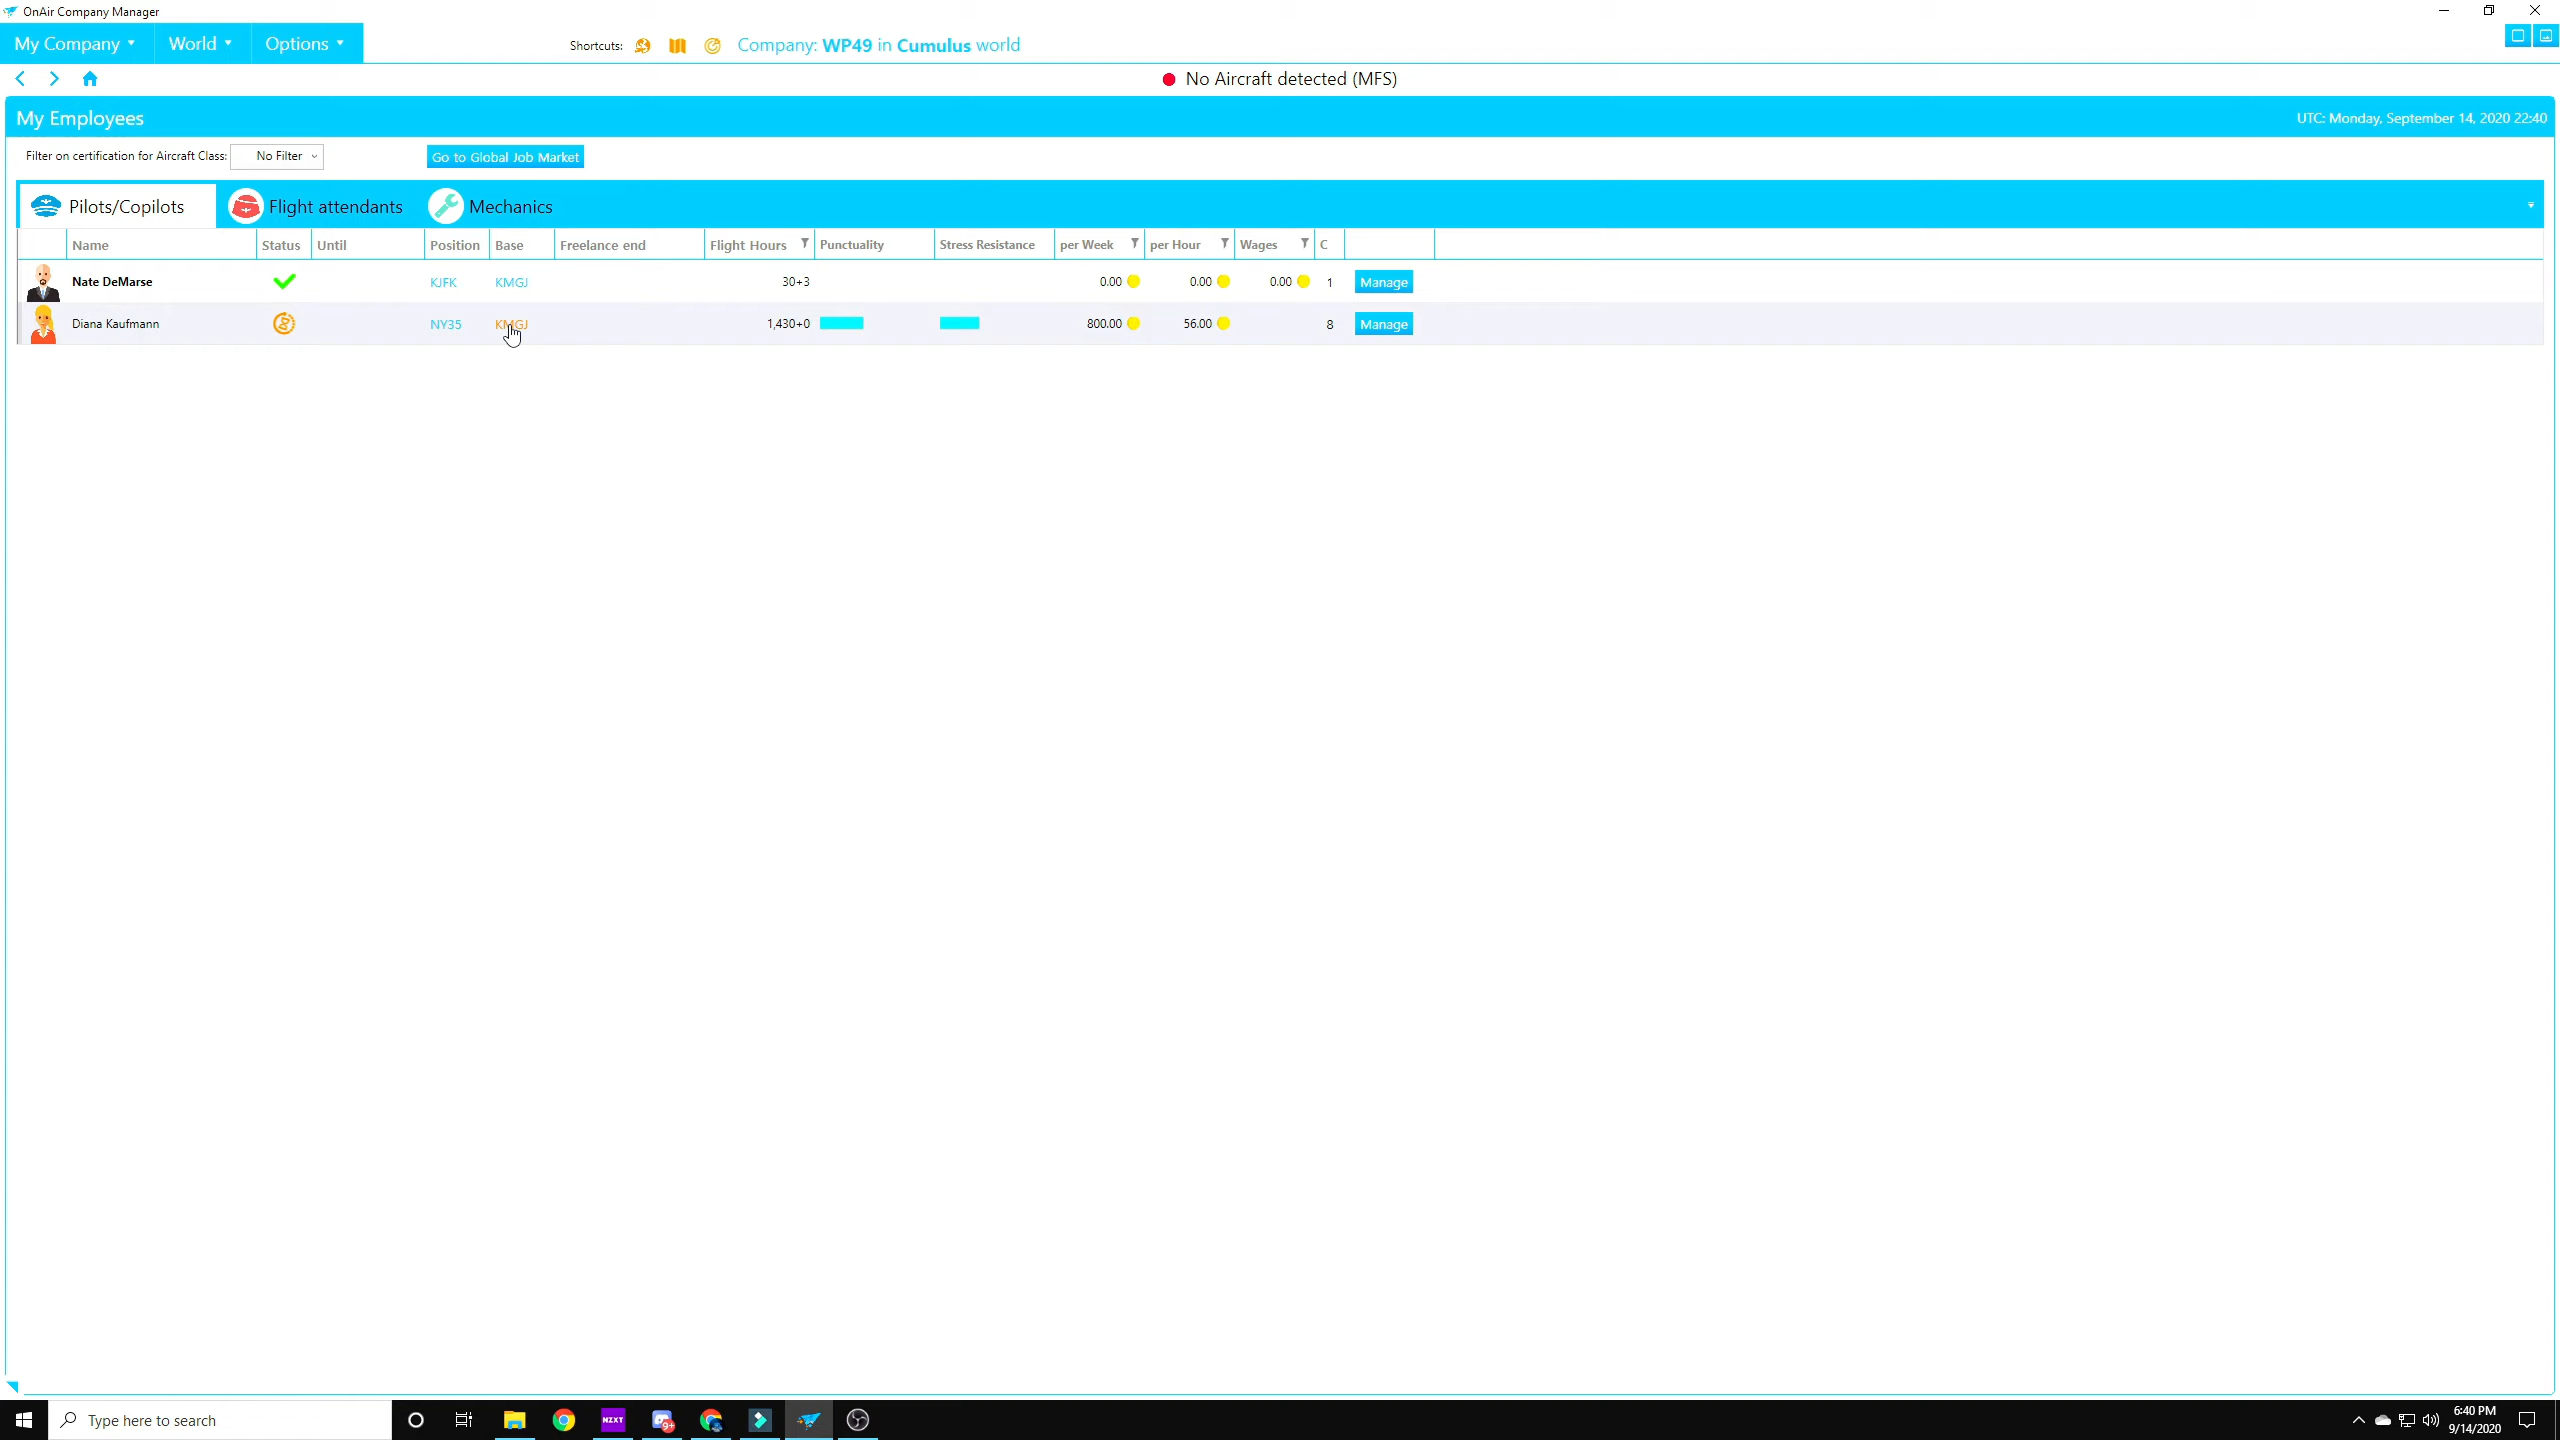 OnAir Company Manager
My Company World Options
Shortcuts: Company: WP49 in Cumulus world
No Aircraft detected (MFS)
My Employees UTC: Monday, September 14, 2020 22:40
Filter on certification for Aircraft Class: No Filter Go to Global Job Market
Pilots/Copilots Flight attendants Mechanics
Name Status Until Position Base Freelance end Flight Hours Punctuality Stress Resistance per Week per Hour Wages C
Nate DeMarse KJFK KMGJ 30+3 0.00 0.00 0.00 1 Manage
Diana Kaufmann NY35 KMGJ 1,430+0 800.00 56.00 8 Manage
Type here to search NZXT 9+ 6:40 PM
9/14/2020